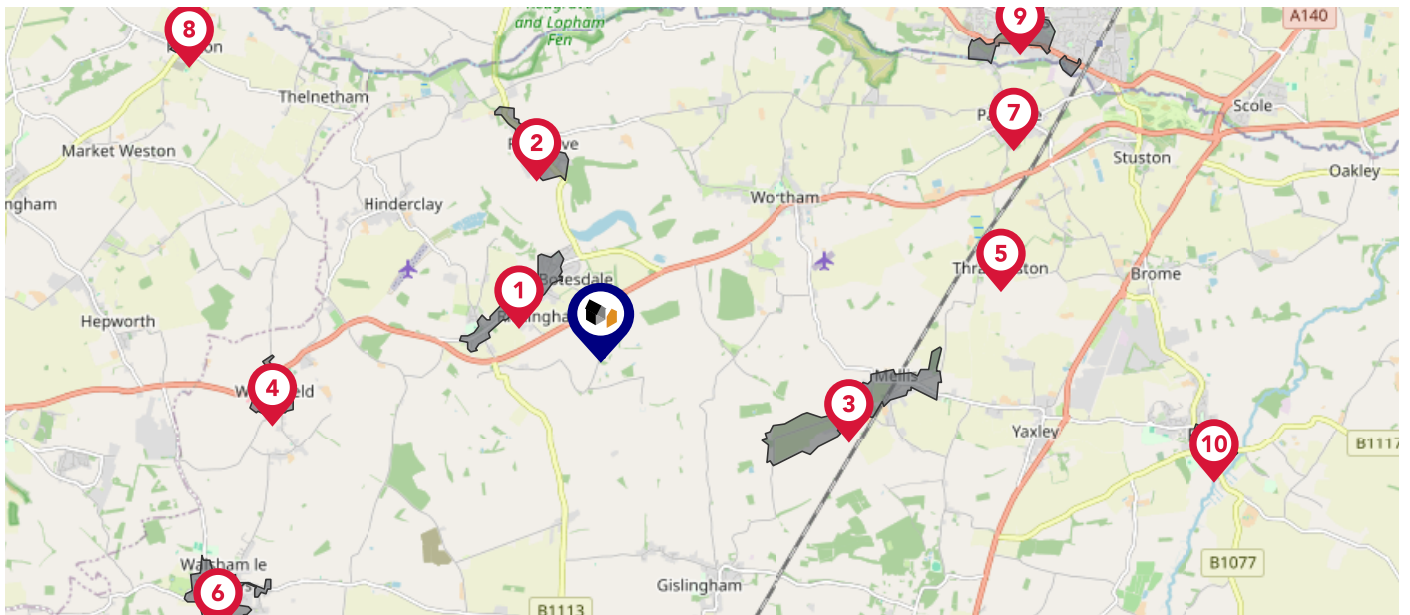 9
A140
8
and Lopham
Fen
Thelnetham
Scole
7
2
Market Weston
Stuston
Oakley
Hinderclay
Wortham
ngham
5
Brome
1
Botesdale
Hepworth
4
Mellis
3
Yaxley
10
B1117
Walsham le
6
Gislingham
B1077
B1113